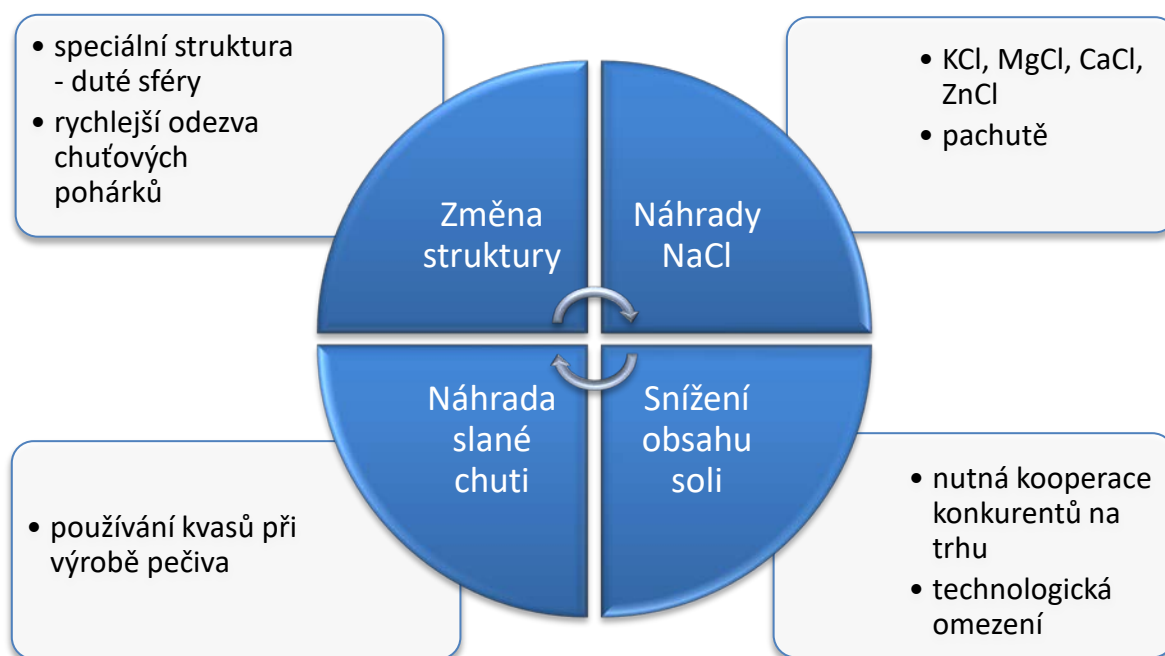 • speciální struktura
- duté sféry
• rychlejší odezva
chuťových
pohárků
• KCl, MgCl, CaCl,
ZnCl
• pachutě
Změna
struktury
Náhrady
NaCl
Náhrada
slané
chuti
Snížení
obsahu
soli
• používání kvasů při
výrobě pečiva
• nutná kooperace
konkurentů na
trhu
• technologická
omezení